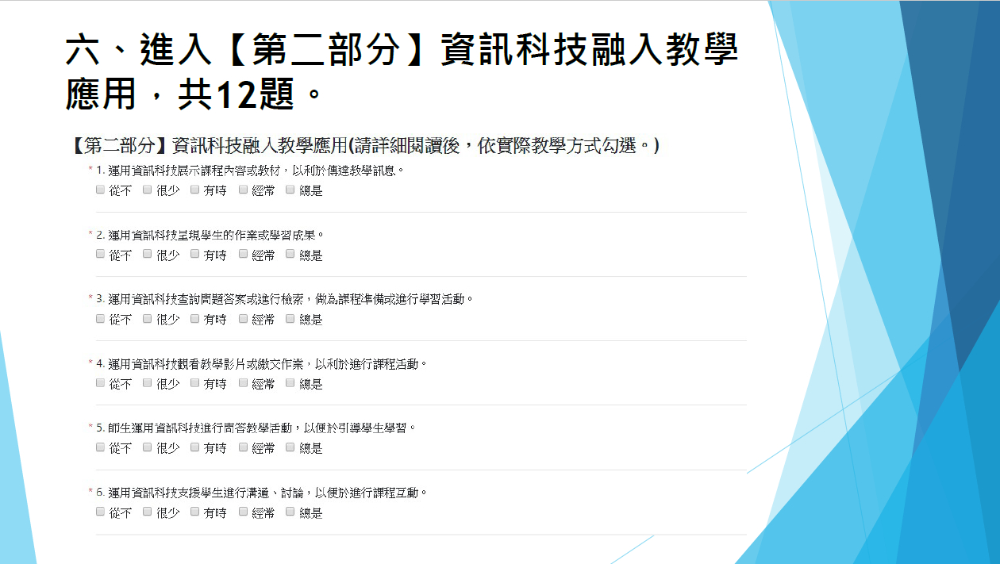 六、進入【第二部分】資訊科技融入教學
應用，共12題。
【第二部分】資訊科技融入教學應用(請詳細閱讀後，依實際教學方式勾選。)
* 1. 運用資訊科技展示課程內容或教材，以利於傳達教學訊息。
從不 很少 有時 經常 總是
* 2. 運用資訊科技呈現學生的作業或學習成果。
從不 很少 有時 經常 總是
* 3. 運用資訊科技查詢問題答案或進行檢索，做為課程準備或進行學習活動。
從不 很少 有時 經常 總是
* 4. 運用資訊科技觀看教學影片或繳交作業，以利於進行課程活動。
從不 很少 有時 經常 總是
* 5. 師生運用資訊科技進行問答教學活動，以便於引導學生學習。
從不 很少 有時 經常 總是
* 6. 運用資訊科技支援學生進行溝通、討論，以便於進行課程互動。
從不 很少 有時 經常 總是